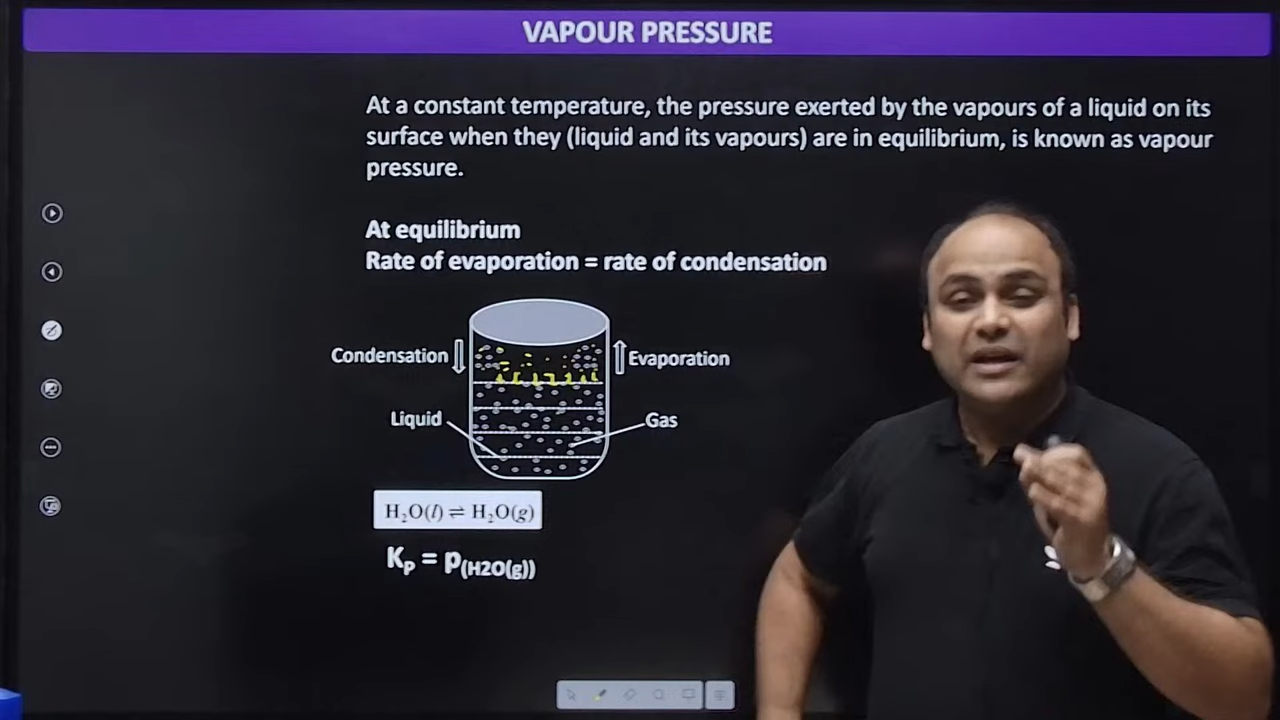 VAPOUR PRESSURE
At a constant temperature, the pressure exerted by the vapours of a liquid on its
surface when they (liquid and its vapours) are in equilibrium, is known as vapour
pressure.
At equilibrium
Rate of evaporation = rate of condensation
Condensation
Evaporation
Liquid
Gas
H₂O(l) ⇌ H₂O(g)
Kₚ = p(H2O(g))